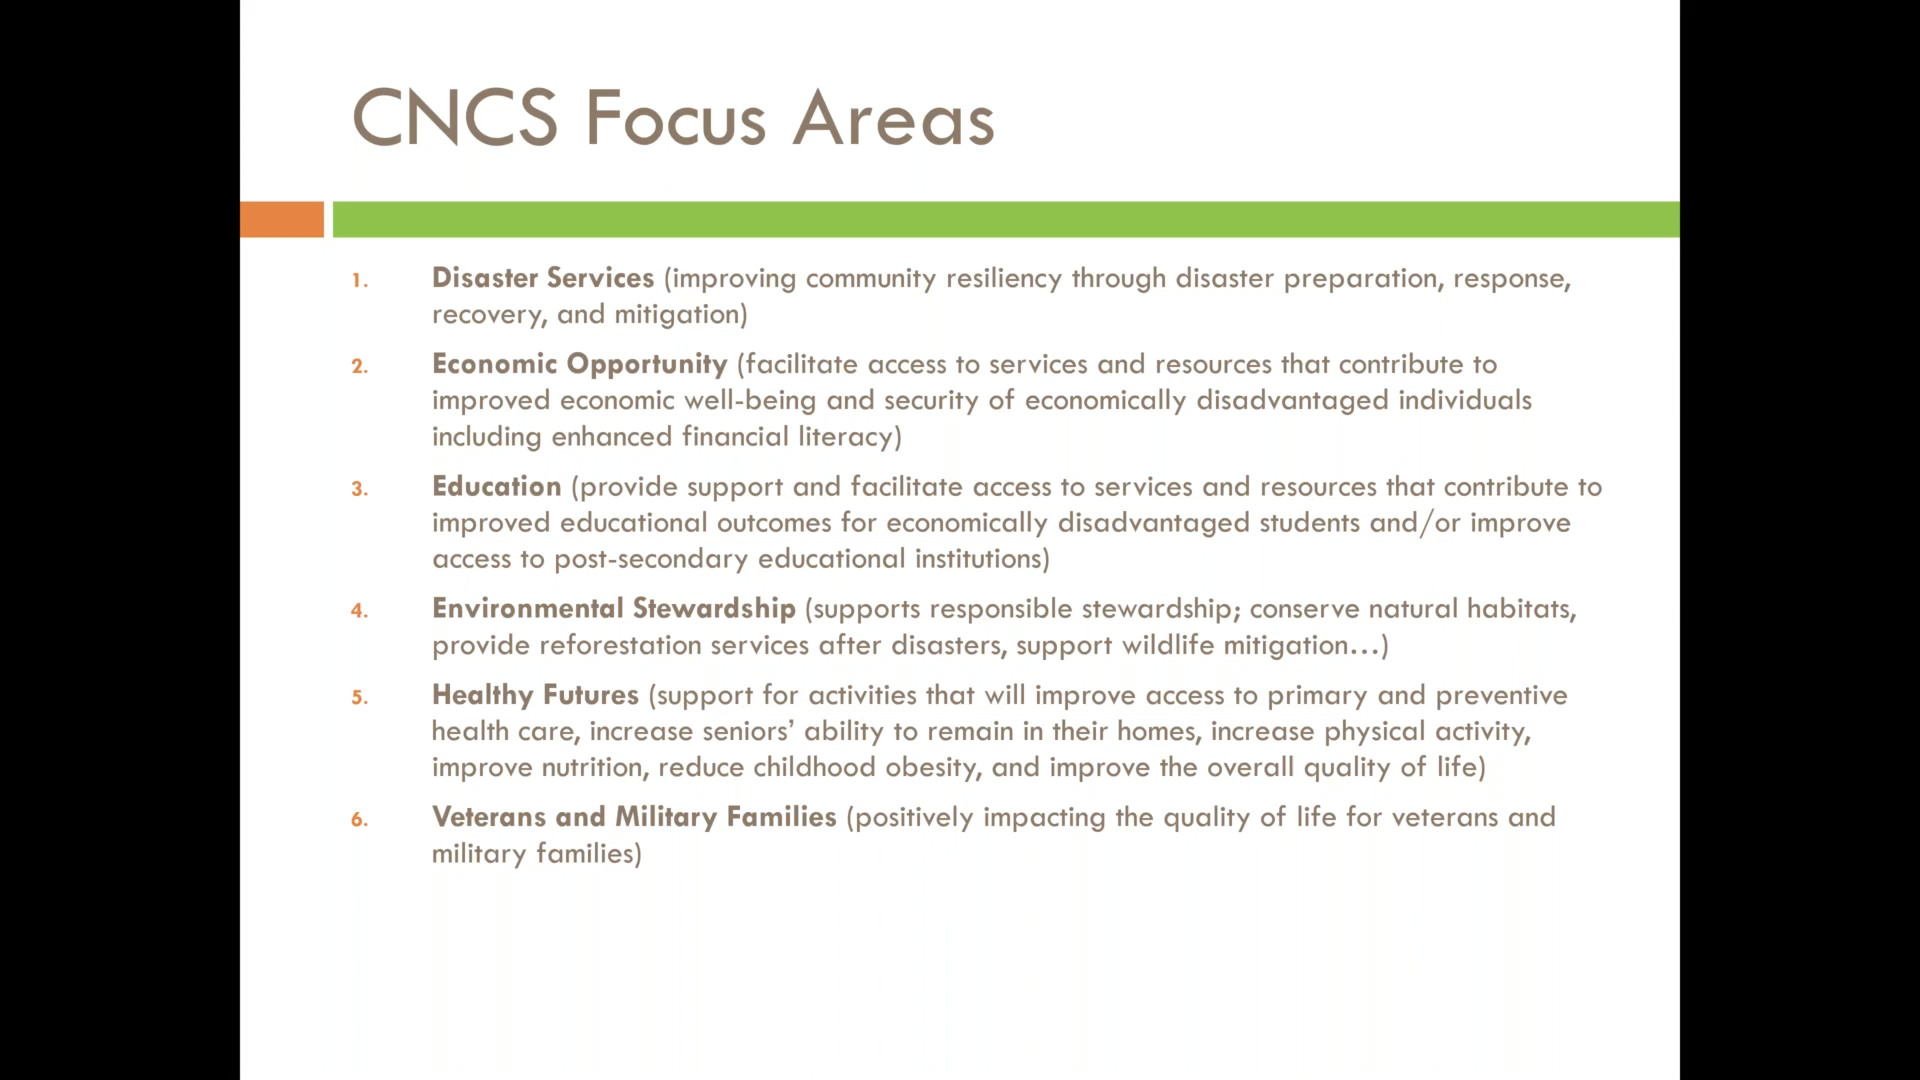 CNCS Focus Areas
1. Disaster Services (improving community resiliency through disaster preparation, response,
recovery, and mitigation)
2. Economic Opportunity (facilitate access to services and resources that contribute to
improved economic well-being and security of economically disadvantaged individuals
including enhanced financial literacy)
3. Education (provide support and facilitate access to services and resources that contribute to
improved educational outcomes for economically disadvantaged students and/or improve
access to post-secondary educational institutions)
4. Environmental Stewardship (supports responsible stewardship; conserve natural habitats,
provide reforestation services after disasters, support wildlife mitigation…)
5. Healthy Futures (support for activities that will improve access to primary and preventive
health care, increase seniors’ ability to remain in their homes, increase physical activity,
improve nutrition, reduce childhood obesity, and improve the overall quality of life)
6. Veterans and Military Families (positively impacting the quality of life for veterans and
military families)